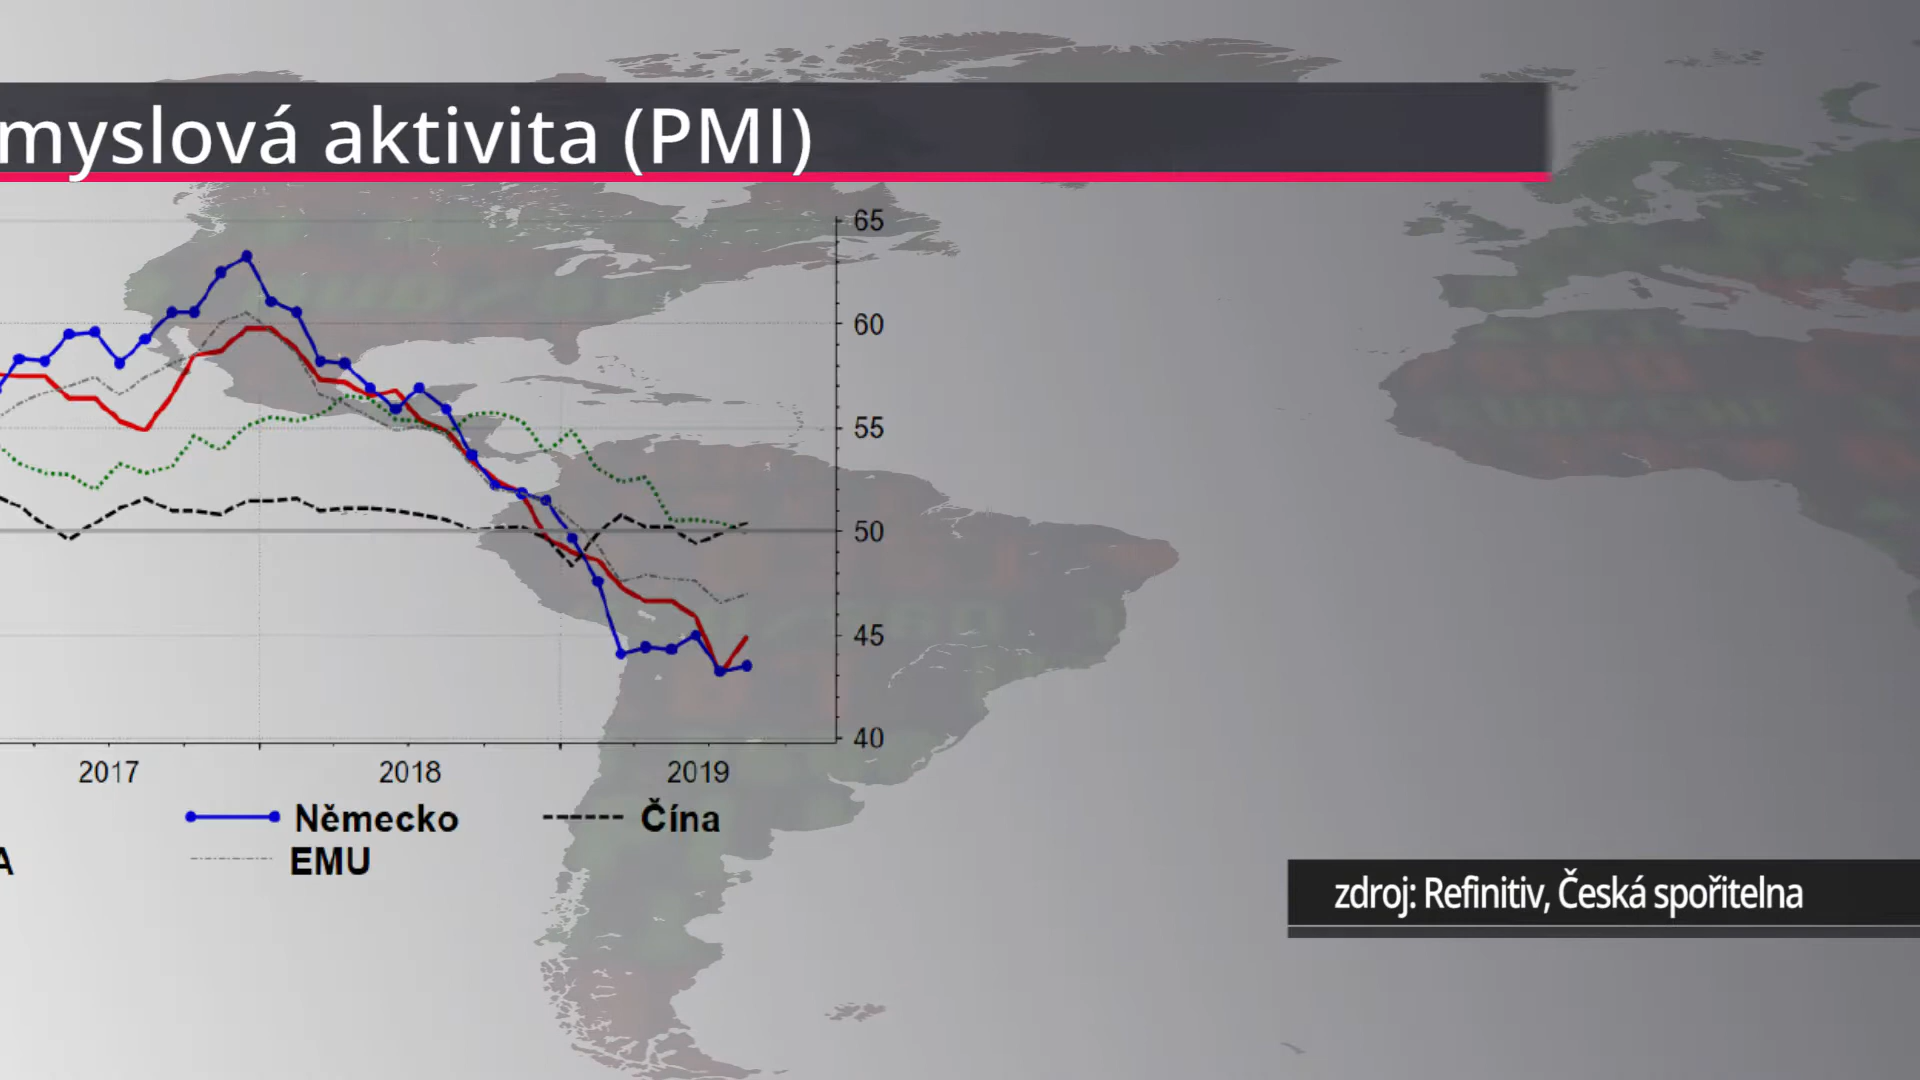 myslová aktivita (PMI)
65
60
55
50
45
40
2017 2018 2019
Německo Čína
A EMU
zdroj: Refinitiv, Česká spořitelna